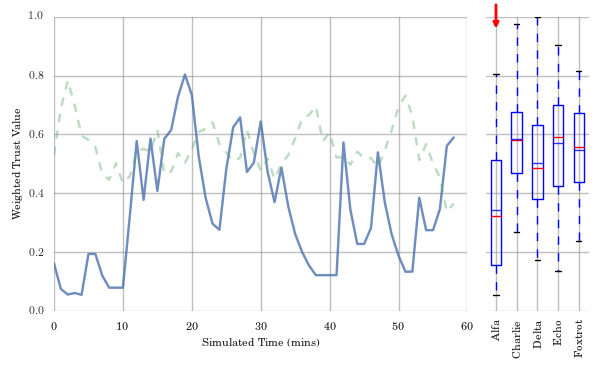 1.0
0.8
0.6
0.4
0.2
0.0
Weighted Trust Value
0 10 20 30 40 50 60
Simulated Time (mins)
Alfa
Charlie
Delta
Echo
Foxtrot